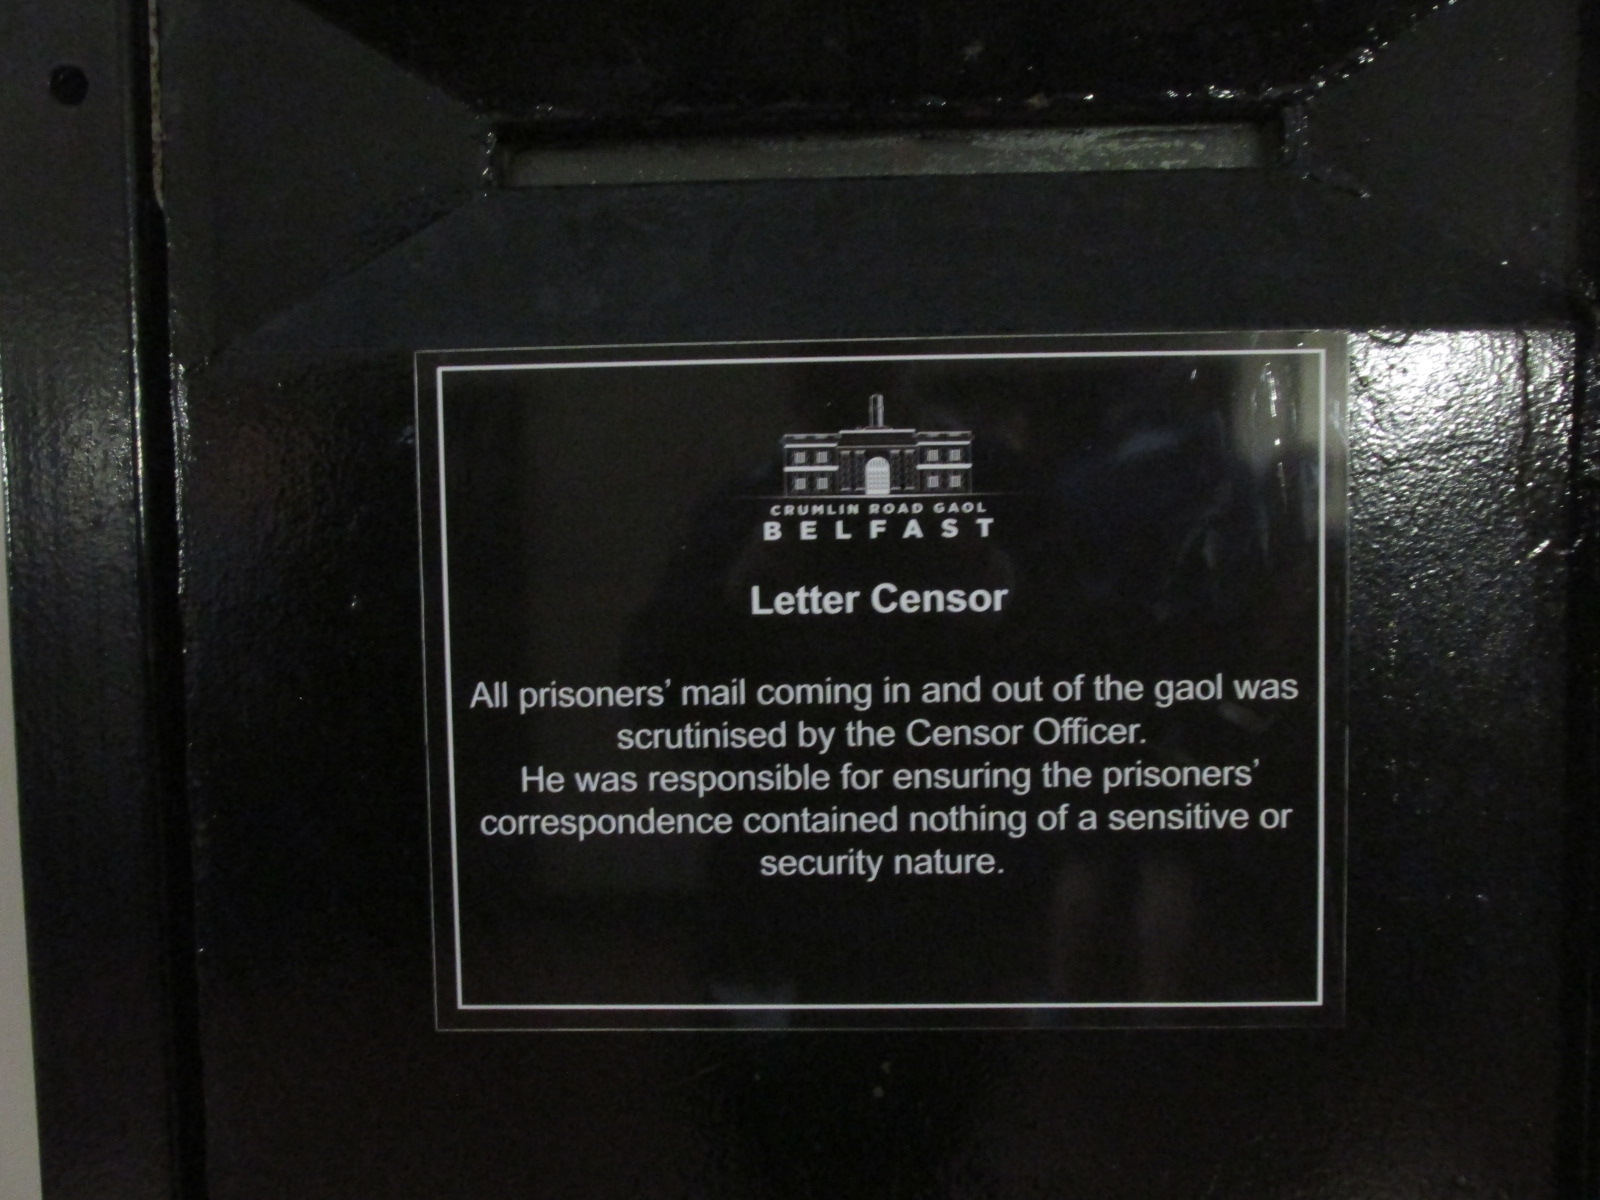 CRUMLIN ROAD GAOL
BELFAST
Letter Censor
All prisoners’ mail coming in and out of the gaol was
scrutinised by the Censor Officer.
He was responsible for ensuring the prisoners’
correspondence contained nothing of a sensitive or
security nature.